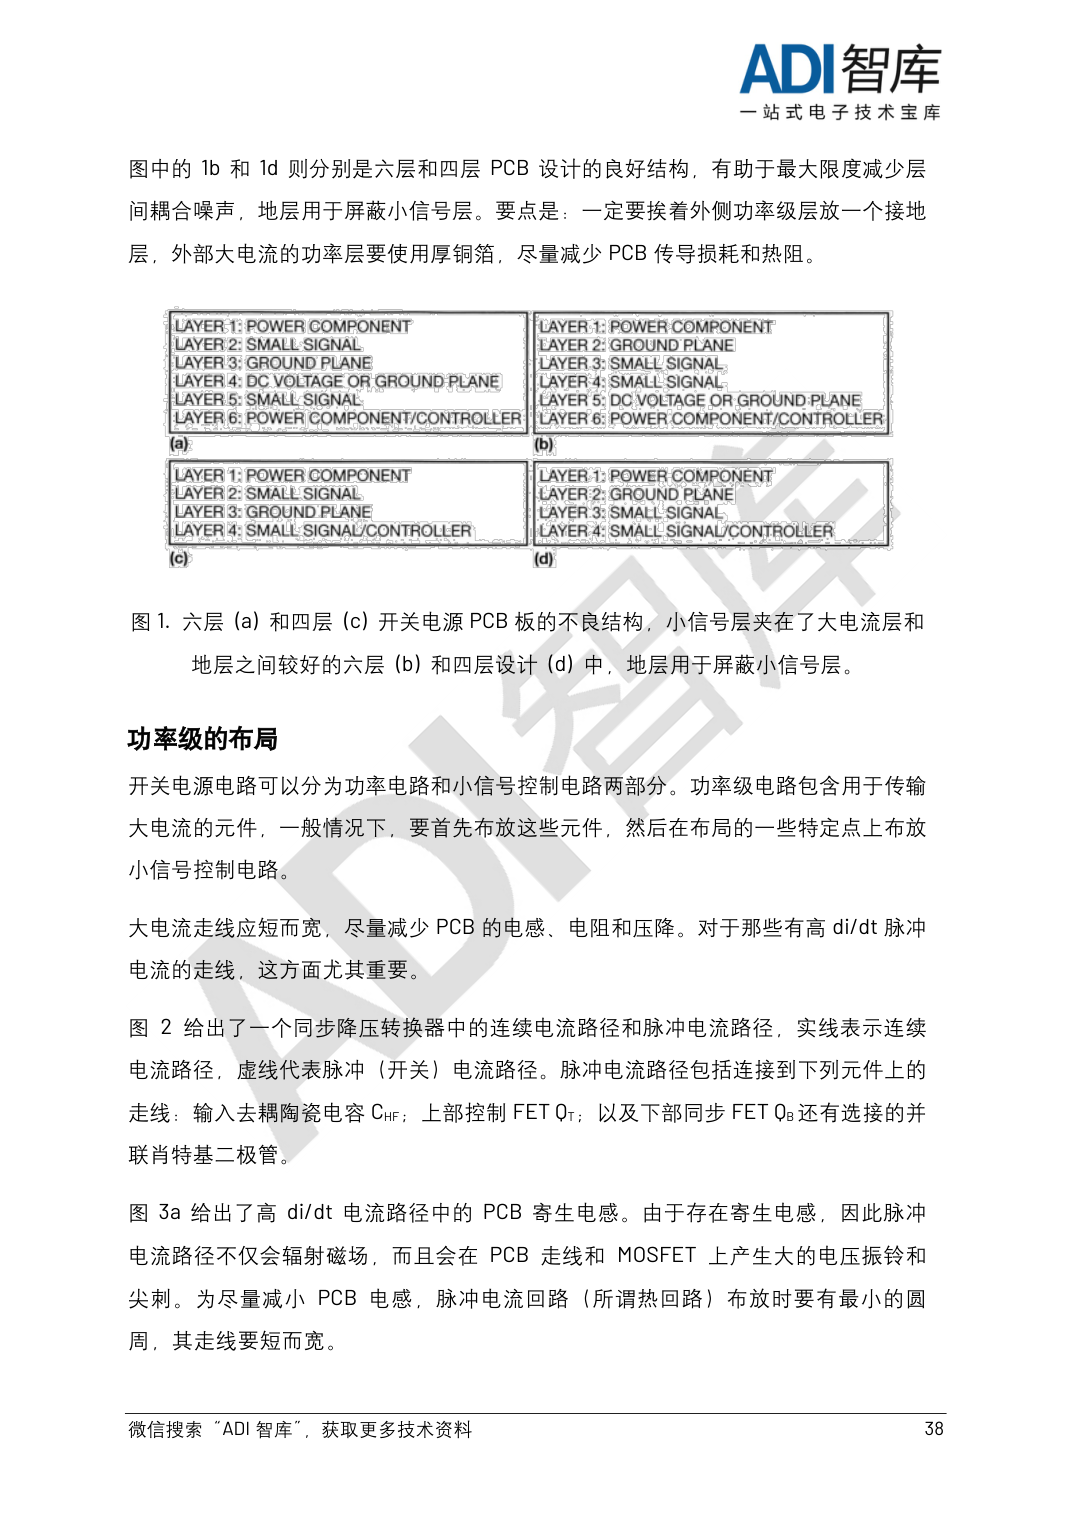 ADI智库
一站式电子技术宝库
图中的 1b 和 1d 则分别是六层和四层 PCB 设计的良好结构，有助于最大限度减少层
间耦合噪声，地层用于屏蔽小信号层。要点是：一定要挨着外侧功率级层放一个接地
层，外部大电流的功率层要使用厚铜箔，尽量减少 PCB 传导损耗和热阻。
LAYER 1: POWER COMPONENT
LAYER 2: SMALL SIGNAL
LAYER 3: GROUND PLANE
LAYER 4: DC VOLTAGE OR GROUND PLANE
LAYER 5: SMALL SIGNAL
LAYER 6: POWER COMPONENT/CONTROLLER
(a)
LAYER 1: POWER COMPONENT
LAYER 2: GROUND PLANE
LAYER 3: SMALL SIGNAL
LAYER 4: SMALL SIGNAL
LAYER 5: DC VOLTAGE OR GROUND PLANE
LAYER 6: POWER COMPONENT/CONTROLLER
(b)
LAYER 1: POWER COMPONENT
LAYER 2: SMALL SIGNAL
LAYER 3: GROUND PLANE
LAYER 4: SMALL SIGNAL/CONTROLLER
(c)
LAYER 1: POWER COMPONENT
LAYER 2: GROUND PLANE
LAYER 3: SMALL SIGNAL
LAYER 4: SMALL SIGNAL/CONTROLLER
(d)
图 1. 六层 (a) 和四层 (c) 开关电源 PCB 板的不良结构，小信号层夹在了大电流层和
地层之间较好的六层 (b) 和四层设计 (d) 中，地层用于屏蔽小信号层。
功率级的布局
开关电源电路可以分为功率电路和小信号控制电路两部分。功率级电路包含用于传输
大电流的元件，一般情况下，要首先布放这些元件，然后在布局的一些特定点上布放
小信号控制电路。
大电流走线应短而宽，尽量减少 PCB 的电感、电阻和压降。对于那些有高 di/dt 脉冲
电流的走线，这方面尤其重要。
图 2 给出了一个同步降压转换器中的连续电流路径和脉冲电流路径，实线表示连续
电流路径，虚线代表脉冲（开关）电流路径。脉冲电流路径包括连接到下列元件上的
走线：输入去耦陶瓷电容 CHF；上部控制 FET QT；以及下部同步 FET QB 还有选接的并
联肖特基二极管。
图 3a 给出了高 di/dt 电流路径中的 PCB 寄生电感。由于存在寄生电感，因此脉冲
电流路径不仅会辐射磁场，而且会在 PCB 走线和 MOSFET 上产生大的电压振铃和
尖刺。为尽量减小 PCB 电感，脉冲电流回路（所谓热回路）布放时要有最小的圆
周，其走线要短而宽。
微信搜索“ADI 智库”，获取更多技术资料
38
ADI智库